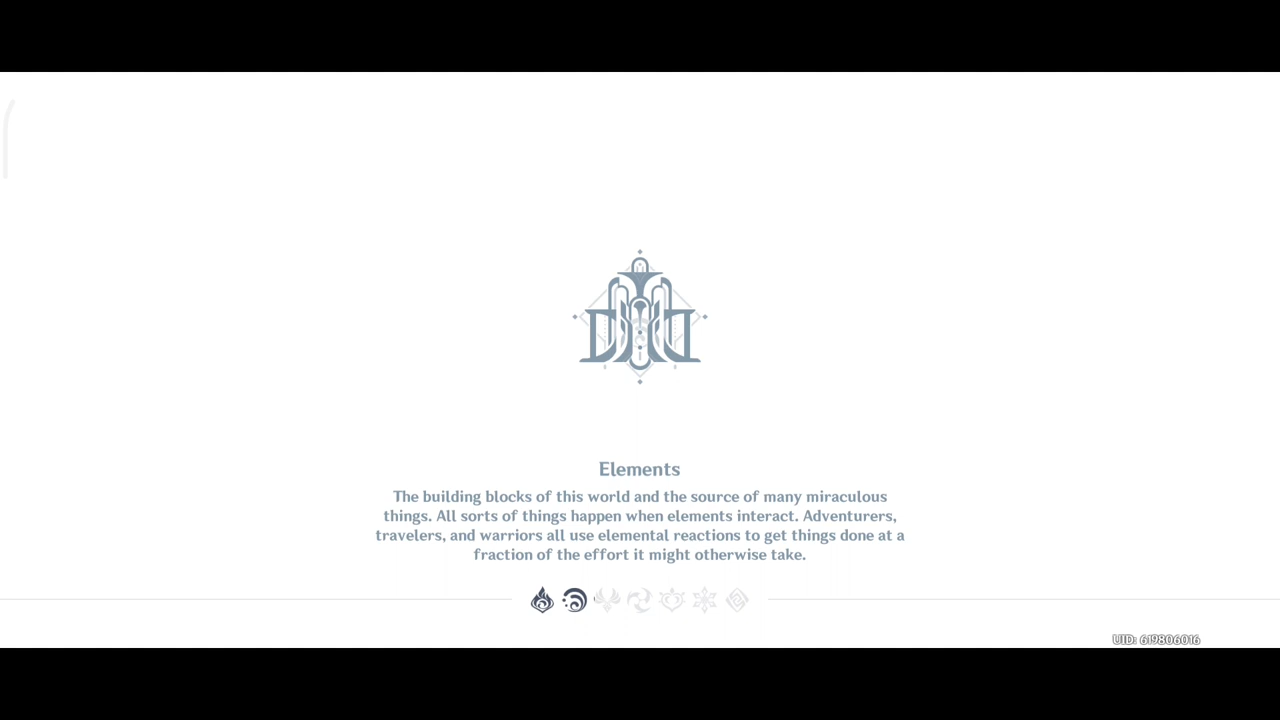 Elements
The building blocks of this world and the source of many miraculous
things. All sorts of things happen when elements interact. Adventurers,
travelers, and warriors all use elemental reactions to get things done at a
fraction of the effort it might otherwise take.
UID: 619806016